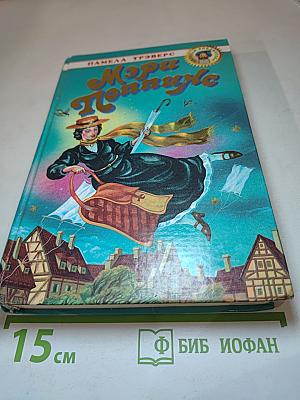 ПАМЕЛА ТРЭВЕРС
Мэри
Поппинс
15 см
Ф БИБ ИОФАН